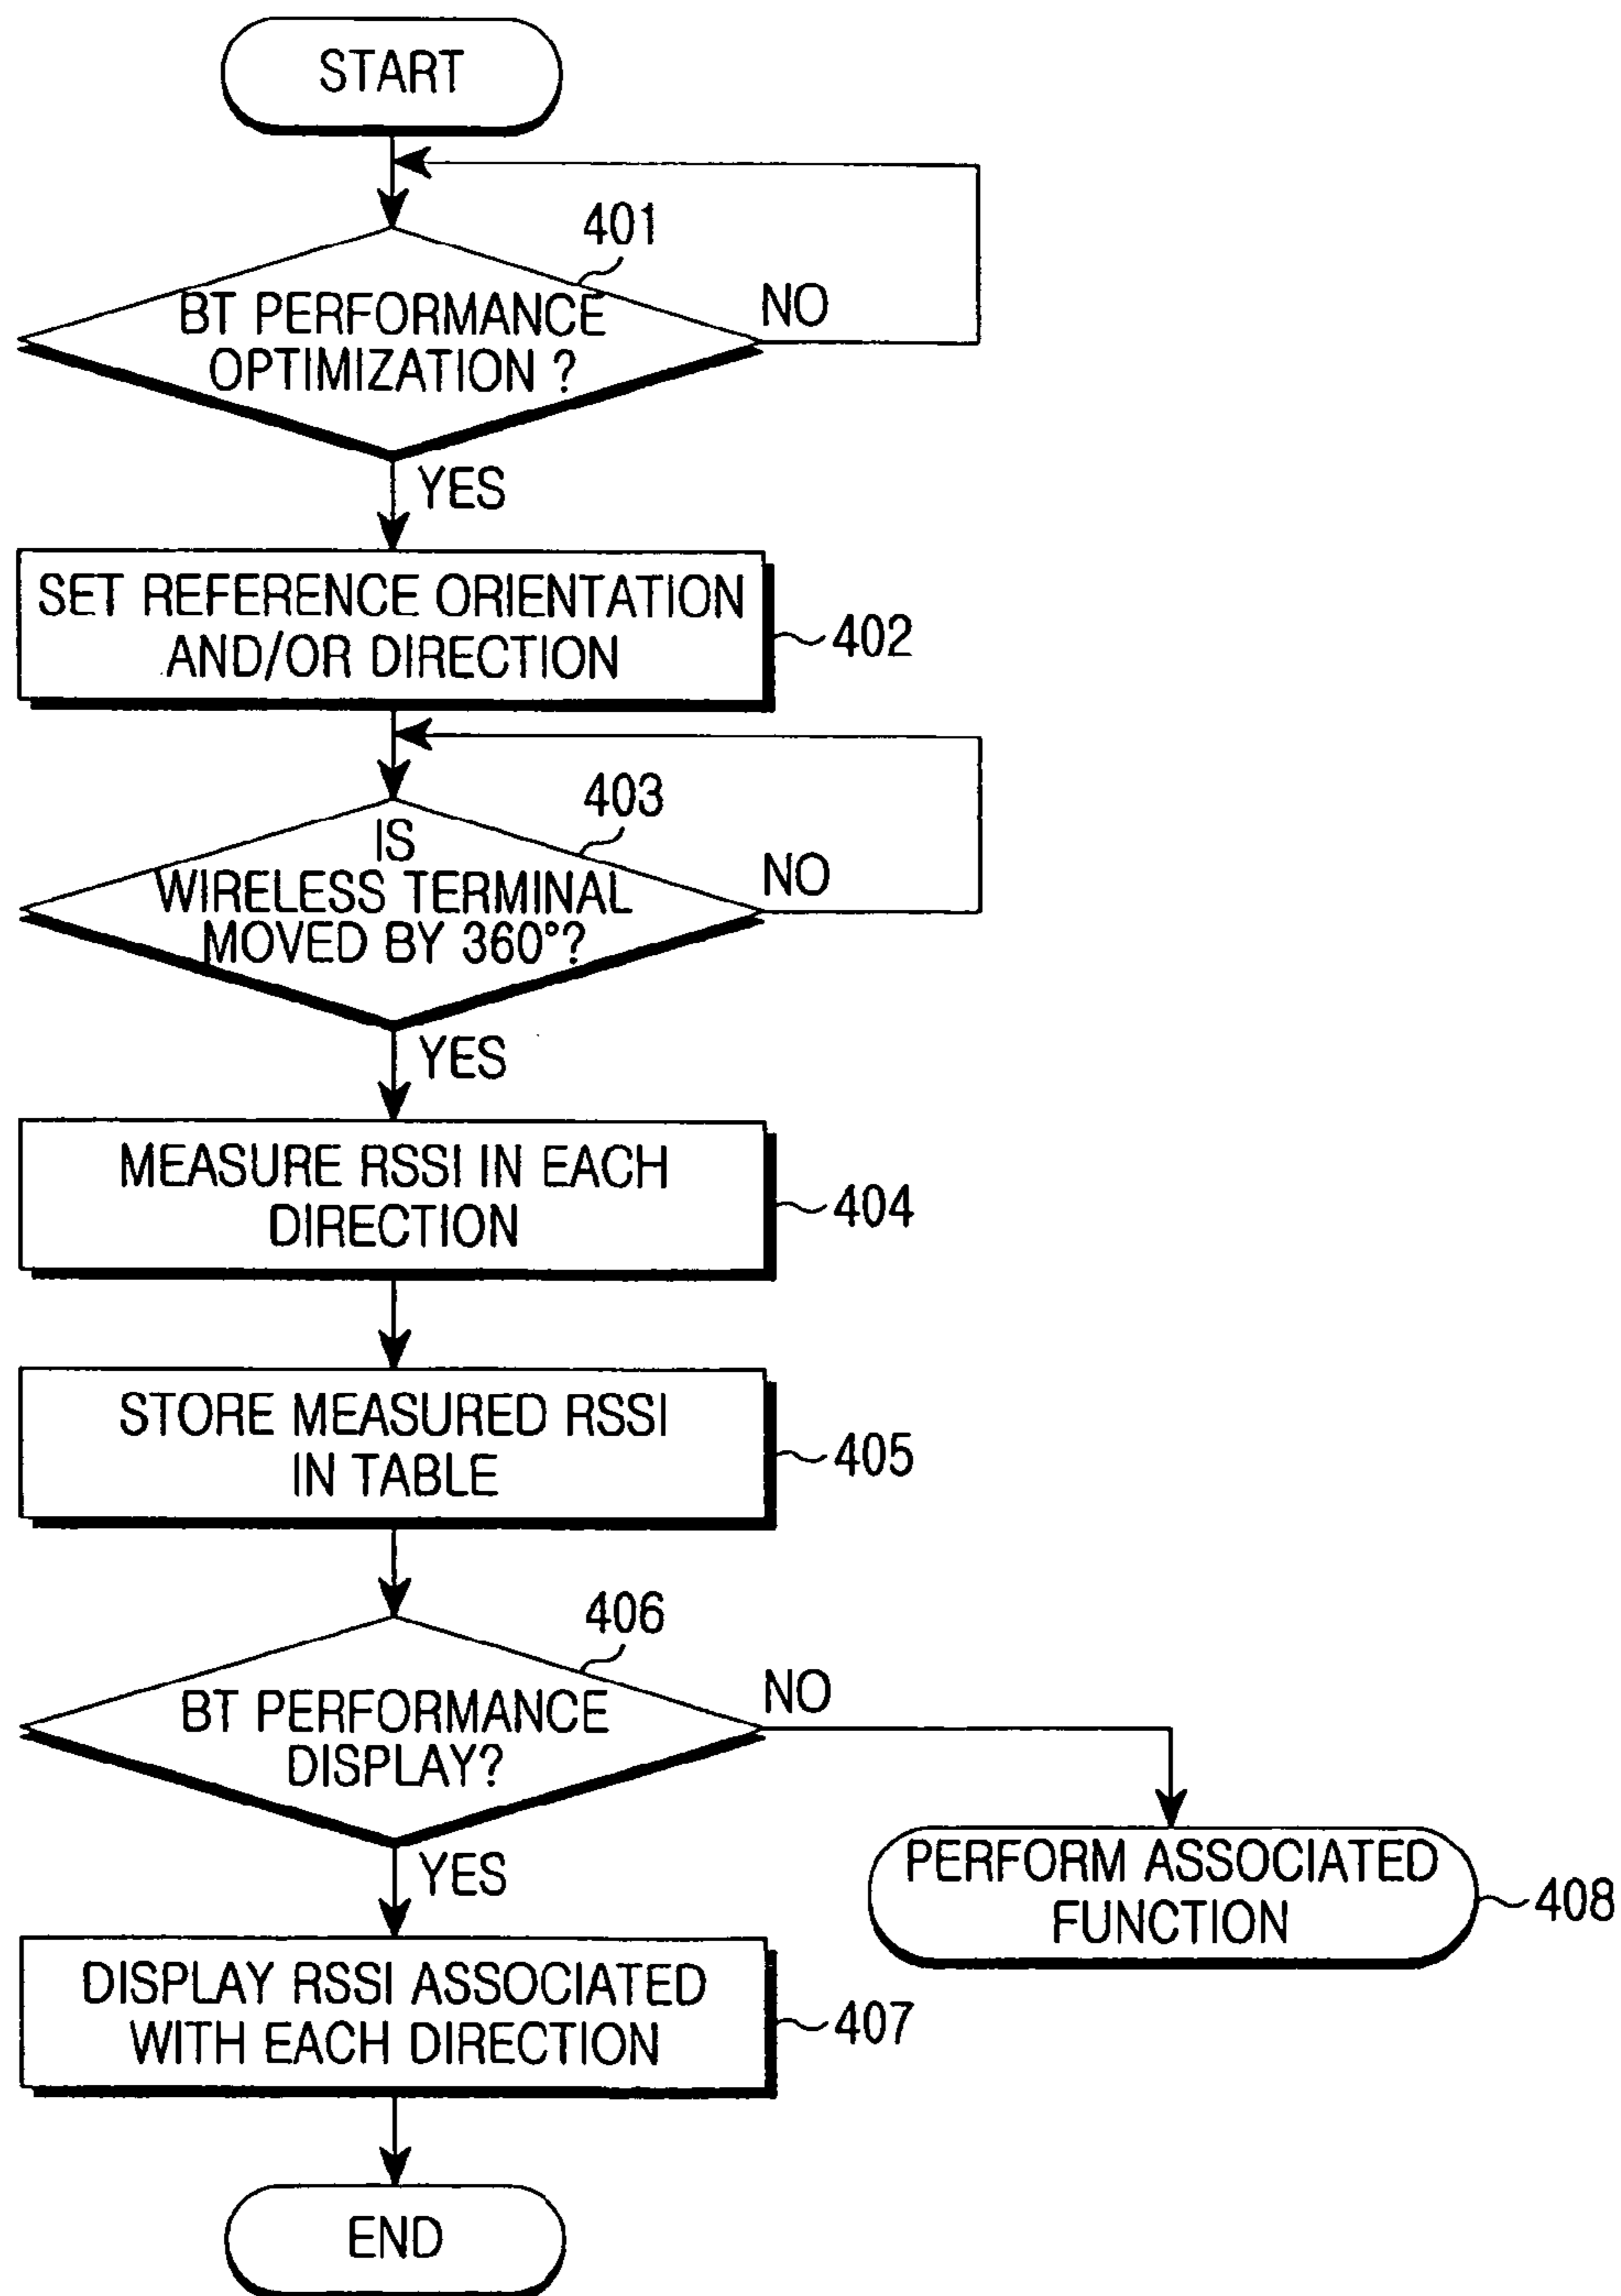 START
401
BT PERFORMANCE
OPTIMIZATION ?
NO
YES
SET REFERENCE ORIENTATION
AND/OR DIRECTION
402
403
IS
WIRELESS TERMINAL
MOVED BY 360°?
NO
YES
MEASURE RSSI IN EACH
DIRECTION
404
STORE MEASURED RSSI
IN TABLE
405
406
BT PERFORMANCE
DISPLAY?
NO
YES
PERFORM ASSOCIATED
FUNCTION
408
DISPLAY RSSI ASSOCIATED
WITH EACH DIRECTION
407
END